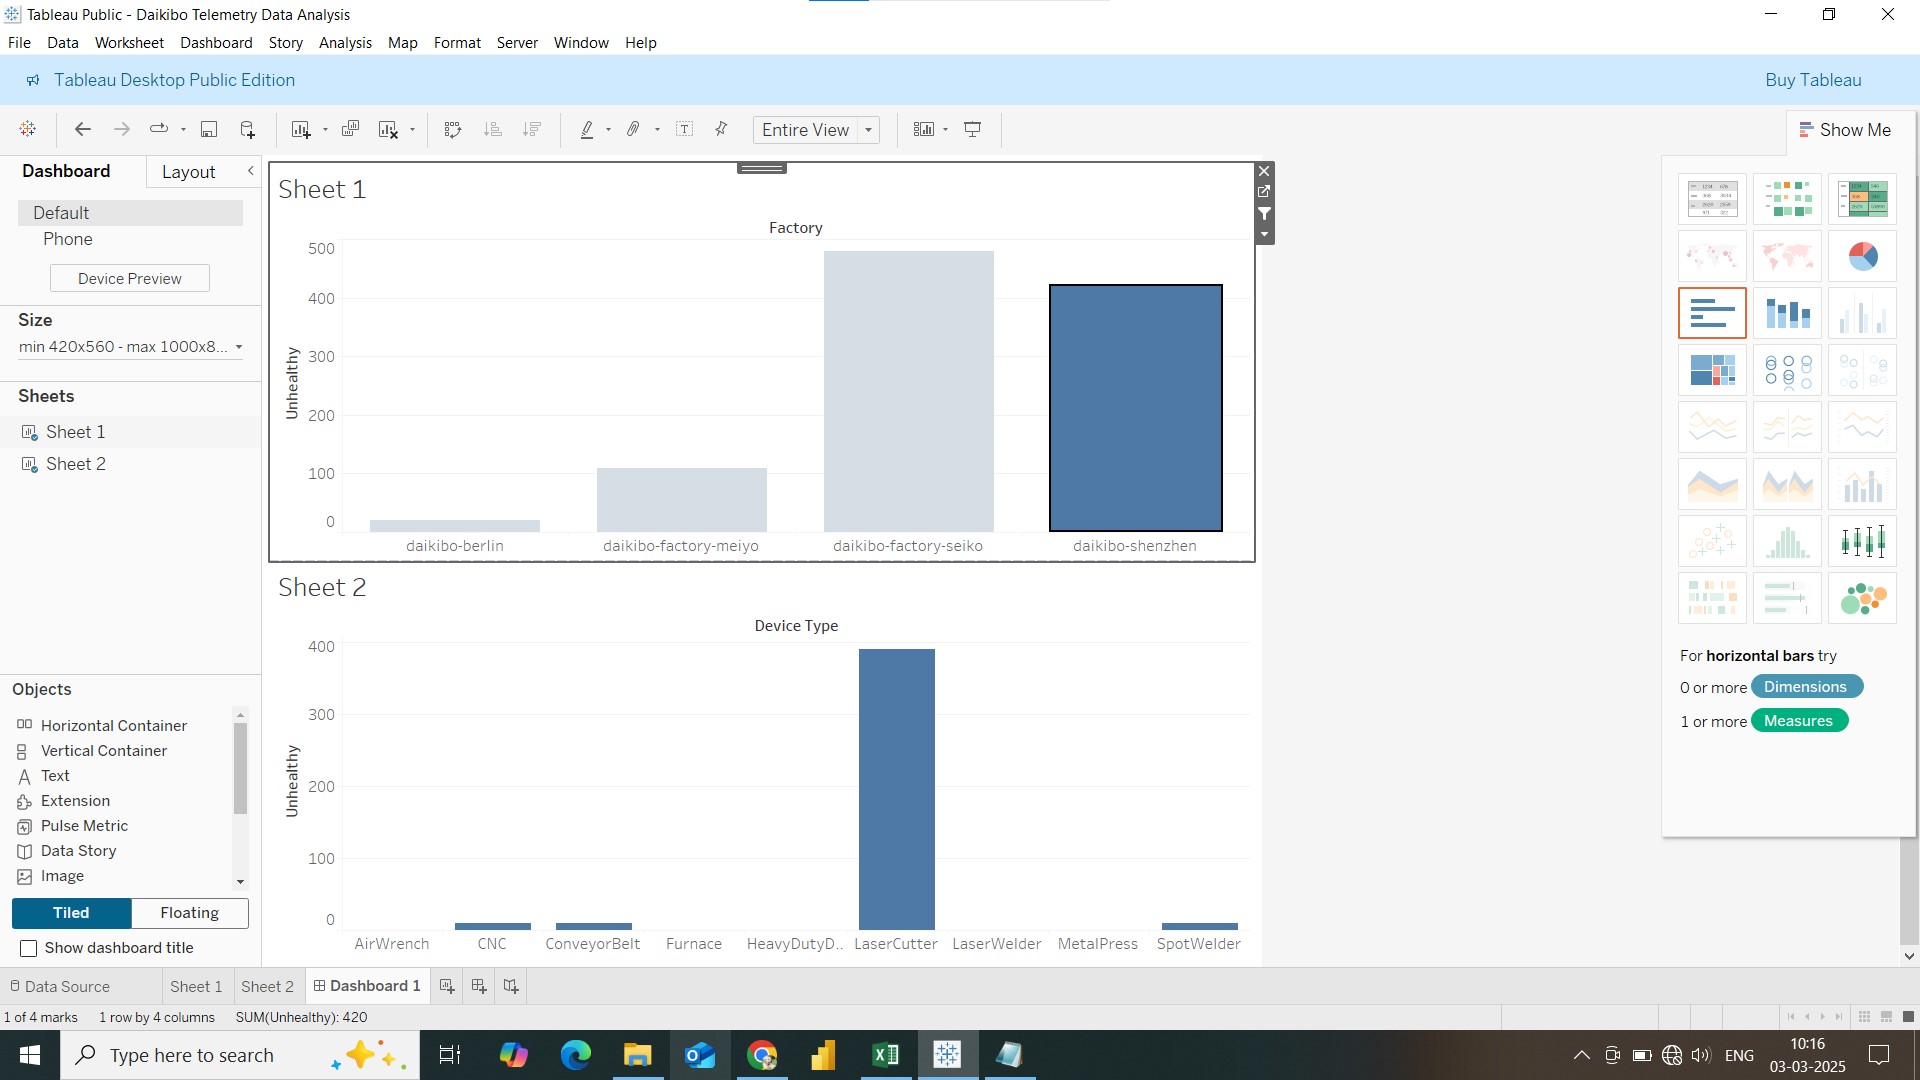 Tableau Public - Daikibo Telemetry Data Analysis
File Data Worksheet Dashboard Story Analysis Map Format Server Window Help
Tableau Desktop Public Edition
Buy Tableau
Entire View
Show Me
Dashboard
Layout
Default
Phone
Device Preview
Size
min 420x560 - max 1000x8...
Sheets
Sheet 1
Sheet 2
Objects
Horizontal Container
Vertical Container
Text
Extension
Pulse Metric
Data Story
Image
Tiled
Floating
Show dashboard title
Sheet 1
Factory
Unhealthy
500
400
300
200
100
0
daikibo-berlin
daikibo-factory-meiyo
daikibo-factory-seiko
daikibo-shenzhen
Sheet 2
Device Type
Unhealthy
400
300
200
100
0
AirWrench
CNC
ConveyorBelt
Furnace
HeavyDutyD..
LaserCutter
LaserWelder
MetalPress
SpotWelder
For horizontal bars try
0 or more Dimensions
1 or more Measures
Data Source
Sheet 1
Sheet 2
Dashboard 1
1 of 4 marks
1 row by 4 columns
SUM(Unhealthy): 420
Type here to search
ENG
10:16
03-03-2025